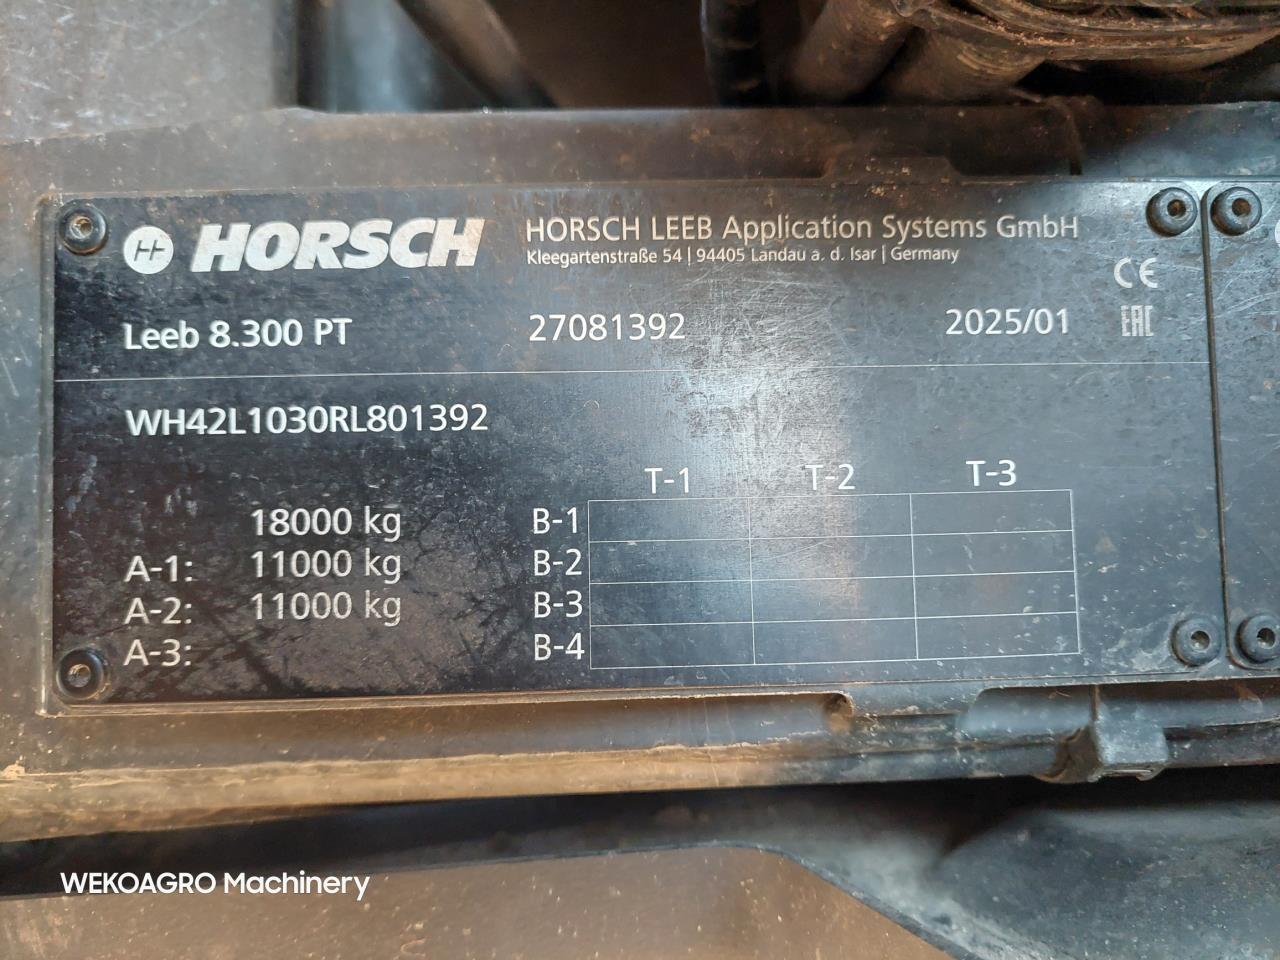 HORSCH
HORSCH LEEB Application Systems GmbH
Kleegartenstraße 54 | 94405 Landau a. d. Isar | Germany
CE
Leeb 8.300 PT 27081392 2025/01 EAC
WH42L1030RL801392
T-1 T-2 T-3
18000 kg B-1
A-1: 11000 kg B-2
A-2: 11000 kg B-3
A-3: B-4
WEKOAGRO Machinery